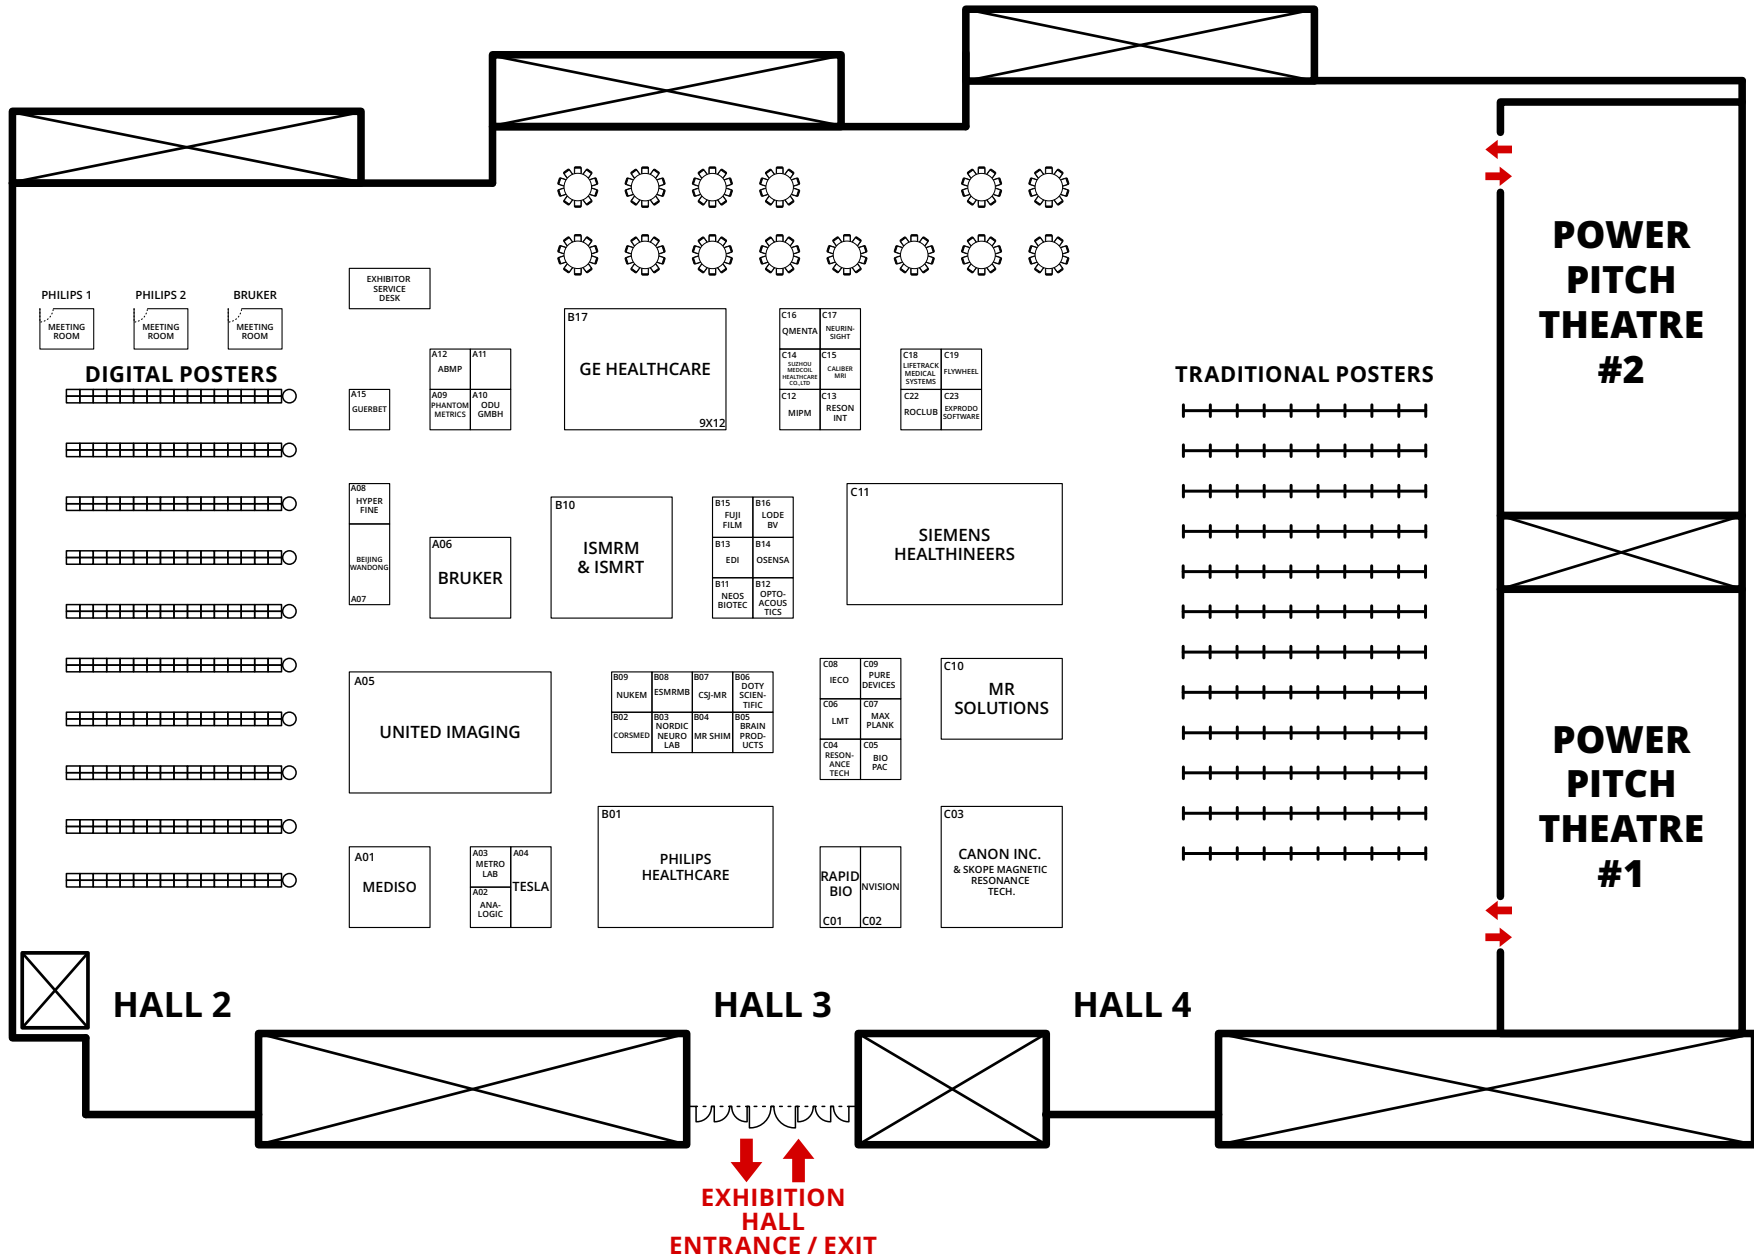 POWER
PITCH
THEATRE
#2
EXHIBITOR
SERVICE
DESK
PHILIPS 1
MEETING
ROOM
PHILIPS 2
MEETING
ROOM
BRUKER
MEETING
ROOM
DIGITAL POSTERS
A15
GUERBET
A12
ABMP
A11
A09
PHANTOM
METRICS
A10
ODU
GMBH
B17
GE HEALTHCARE
9X12
C16
QMENTA
C17
NEURIN-
SIGHT
C14
SUZHOU
MEDCOIL
HEALTHCARE
CO.,LTD
C15
CALIBER
MRI
C12
MIPM
C13
RESON
INT
C18
LIFETRACK
MEDICAL
SYSTEMS
C19
FLYWHEEL
C22
ROCLUB
C23
EXPRODO
SOFTWARE
TRADITIONAL POSTERS
A08
HYPER
FINE
BEIJING
WANDONG
A07
A06
BRUKER
B10
ISMRM
& ISMRT
B15
FUJI
FILM
B16
LODE
BV
B13
EDI
B14
OSENSA
B11
NEOS
BIOTEC
B12
OPTO-
ACOUS
TICS
C11
SIEMENS
HEALTHINEERS
A05
UNITED IMAGING
B09
NUKEM
B08
ESMRMB
B07
CSJ-MR
B06
DOTY
SCIEN-
TIFIC
B02
CORSMED
B03
NORDIC
NEURO
LAB
B04
MR SHIM
B05
BRAIN
PROD-
UCTS
C08
IECO
C09
PURE
DEVICES
C06
LMT
C07
MAX
PLANK
C04
RESON-
ANCE
TECH
C05
BIO
PAC
C10
MR
SOLUTIONS
POWER
PITCH
THEATRE
#1
A01
MEDISO
A03
METRO
LAB
A02
ANA-
LOGIC
A04
TESLA
B01
PHILIPS
HEALTHCARE
RAPID
BIO
C01
NVISION
C02
C03
CANON INC.
& SKOPE MAGNETIC
RESONANCE
TECH.
HALL 2
HALL 3
HALL 4
EXHIBITION
HALL
ENTRANCE / EXIT